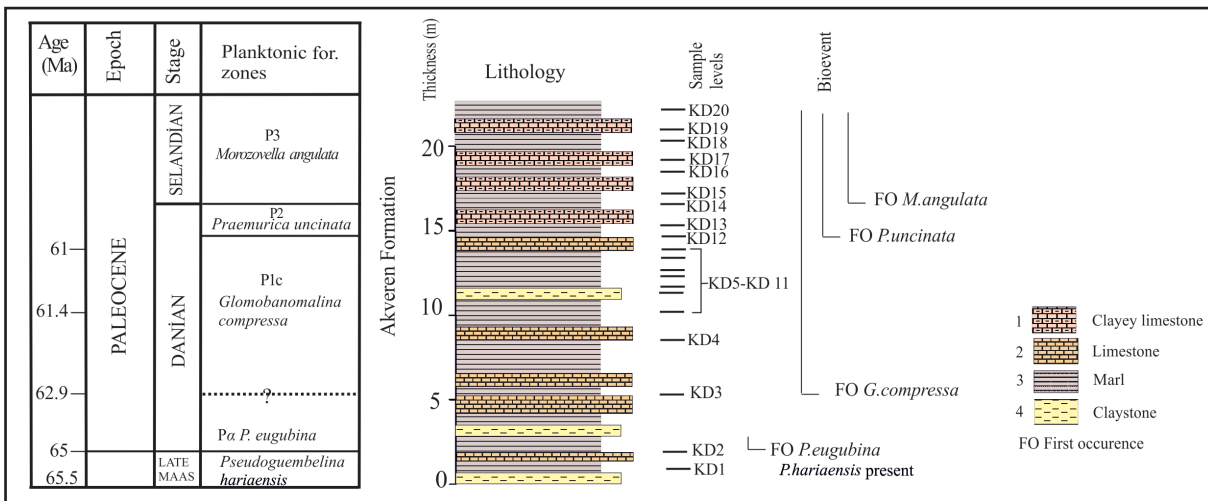 Age
(Ma)
Epoch
Stage
Planktonic for.
zones
61
61.4
62.9
65
65.5
PALEOCENE
SELANDİAN
DANİAN
LATE
MAAS
P3
Morozovella angulata
P2
Praemurica uncinata
P1c
Glomobanomalina
compressa
?
Pα P. eugubina
Pseudoguembelina
hariaensis
Akveren Formation
Thickness (m)
Lithology
20
15
10
5
0
Sample
levels
KD20
KD19
KD18
KD17
KD16
KD15
KD14
KD13
KD12
KD5-KD 11
KD4
KD3
KD2
KD1
Bioevent
FO M.angulata
FO P.uncinata
FO G.compressa
FO P.eugubina
P.hariaensis present
1 Clayey limestone
2 Limestone
3 Marl
4 Claystone
FO First occurence